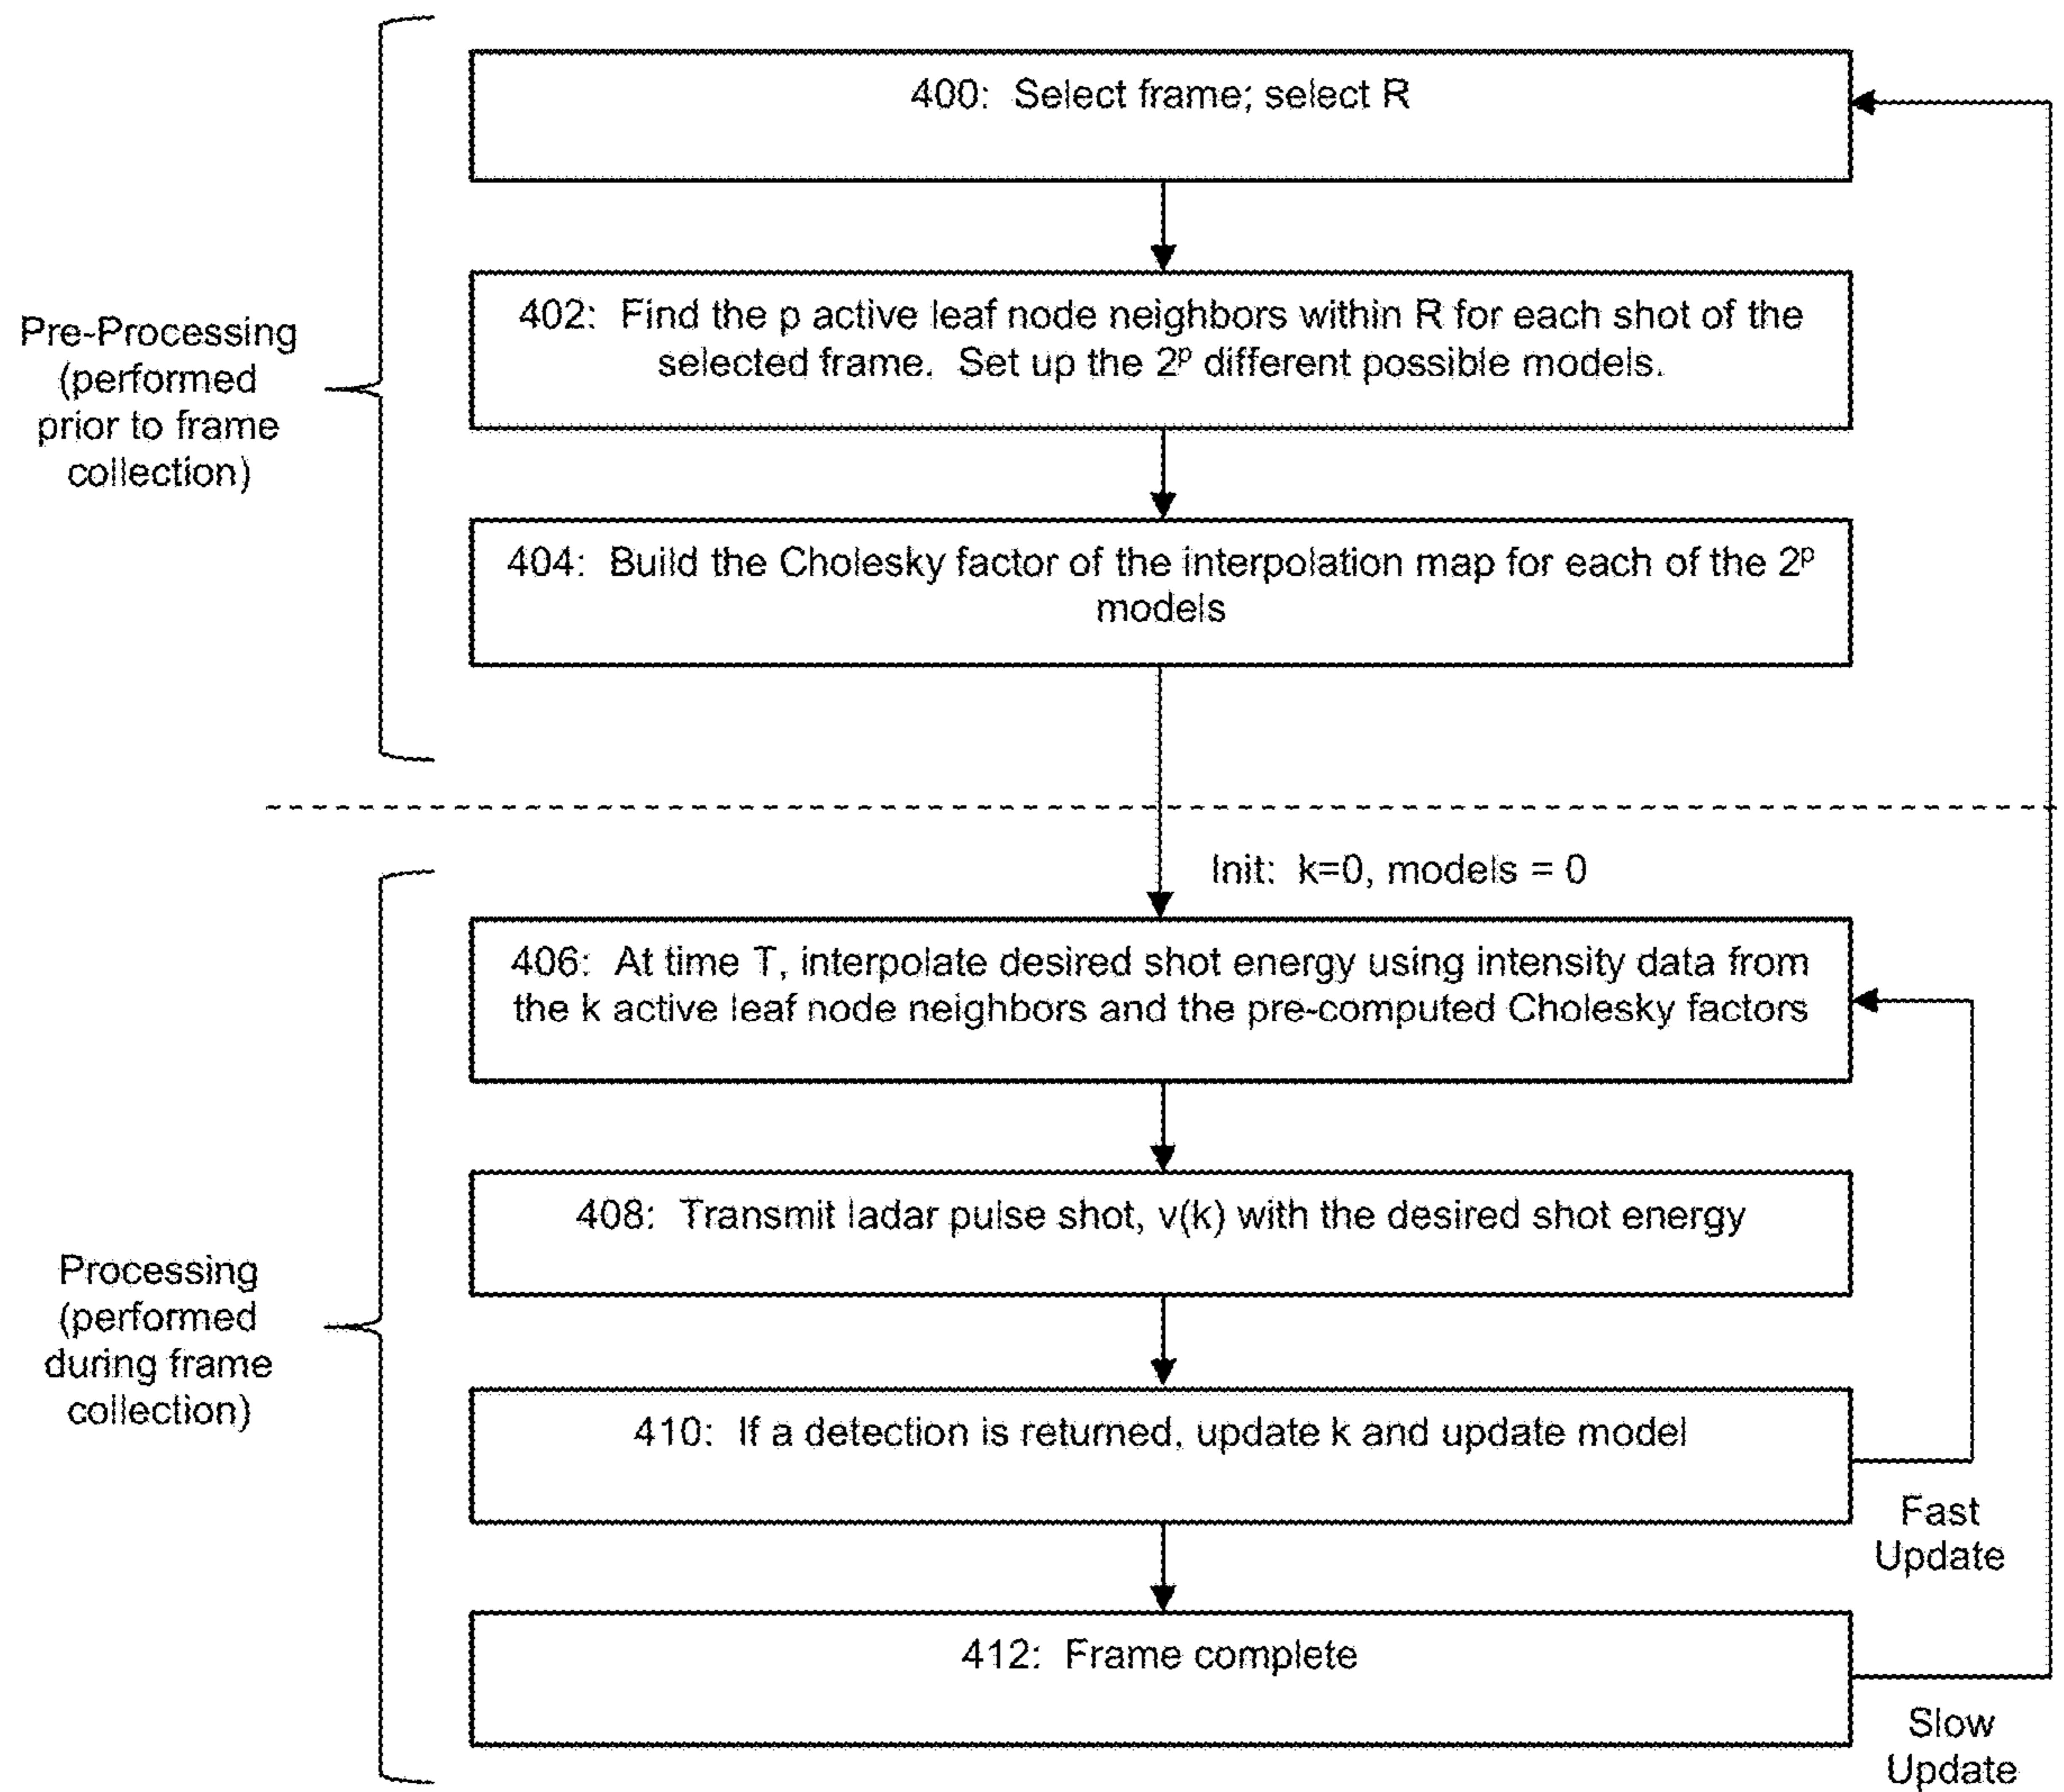 400: Select frame; select R
402: Find the p active leaf node neighbors within R for each shot of the
selected frame. Set up the 2ᵖ different possible models.
Pre-Processing
(performed
prior to frame
collection)
404: Build the Cholesky factor of the interpolation map for each of the 2ᵖ
models
Init: k=0, models = 0
406: At time T, interpolate desired shot energy using intensity data from
the k active leaf node neighbors and the pre-computed Cholesky factors
408: Transmit ladar pulse shot, v(k) with the desired shot energy
Processing
(performed
during frame
collection)
410: If a detection is returned, update k and update model
Fast
Update
412: Frame complete
Slow
Update